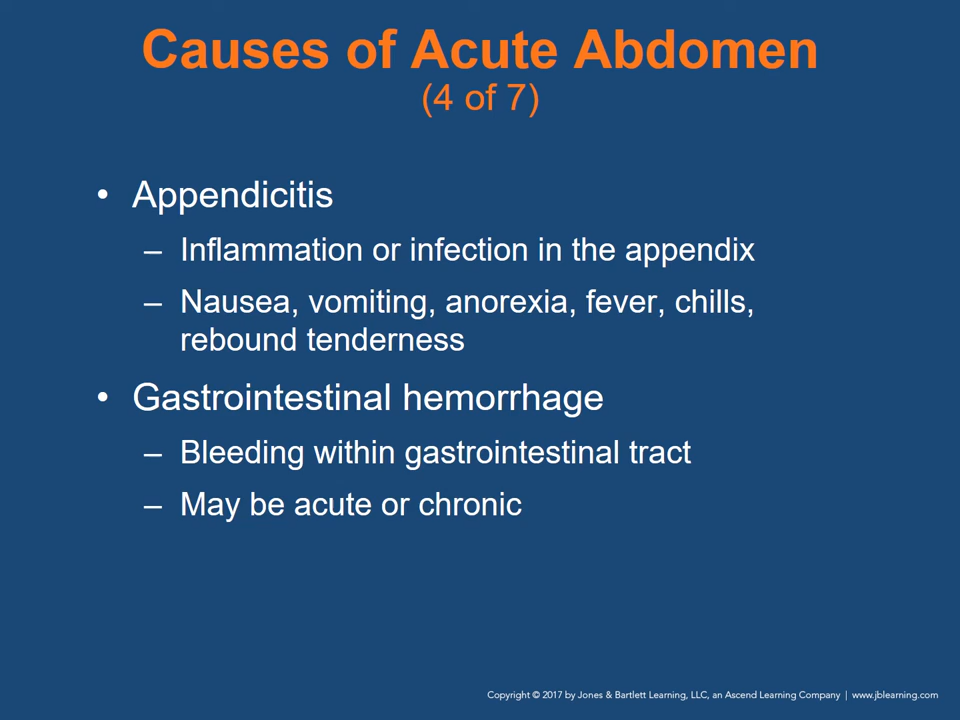 Causes of Acute Abdomen
(4 of 7)
• Appendicitis
– Inflammation or infection in the appendix
– Nausea, vomiting, anorexia, fever, chills,
rebound tenderness
• Gastrointestinal hemorrhage
– Bleeding within gastrointestinal tract
– May be acute or chronic
Copyright © 2017 by Jones & Bartlett Learning, LLC, an Ascend Learning Company | www.jblearning.com